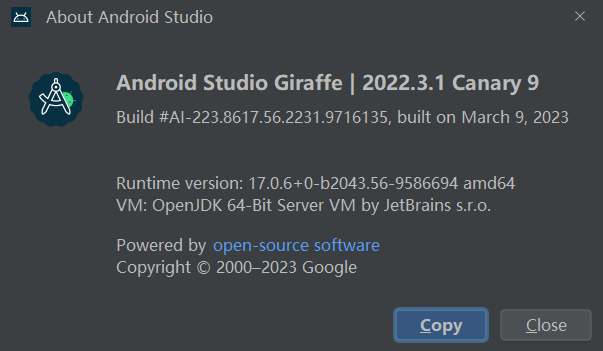 About Android Studio
Android Studio Giraffe | 2022.3.1 Canary 9
Build #AI-223.8617.56.2231.9716135, built on March 9, 2023
Runtime version: 17.0.6+0-b2043.56-9586694 amd64
VM: OpenJDK 64-Bit Server VM by JetBrains s.r.o.
Powered by open-source software
Copyright © 2000–2023 Google
Copy Close